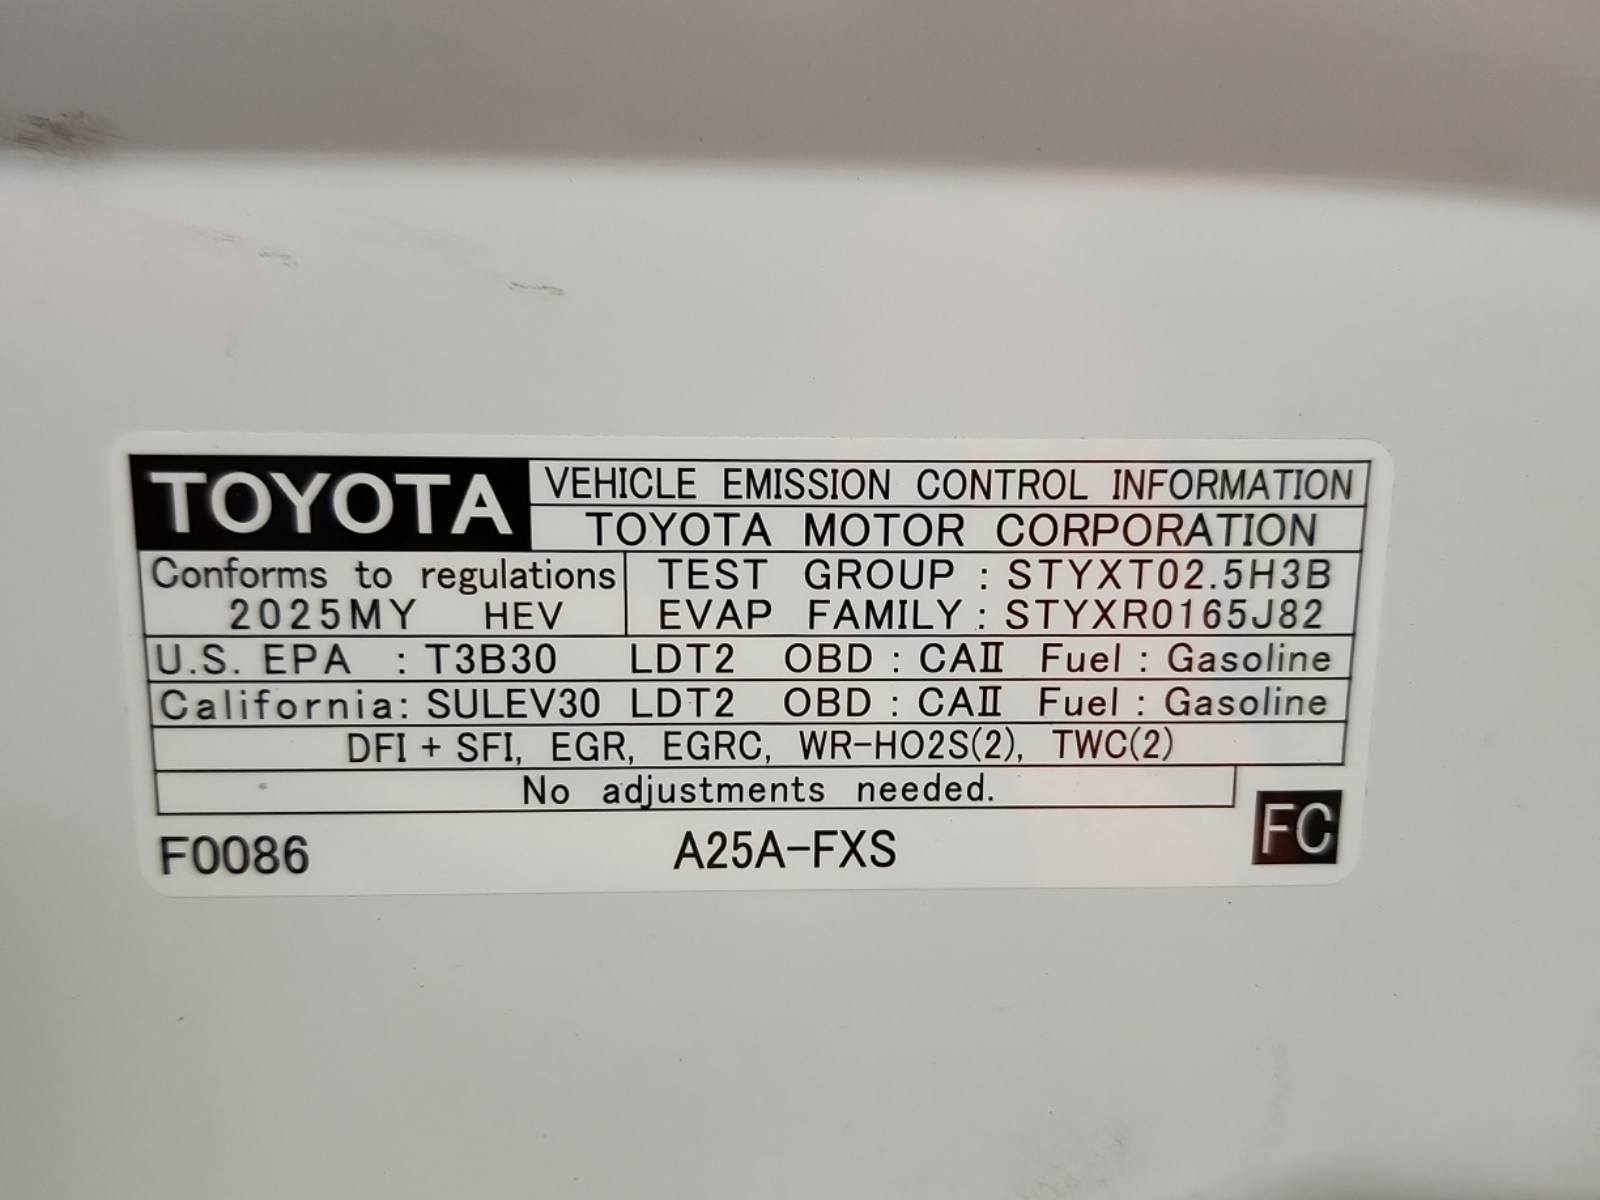 TOYOTA VEHICLE EMISSION CONTROL INFORMATION
TOYOTA MOTOR CORPORATION
Conforms to regulations TEST GROUP : STYXT02.5H3B
2025MY HEV EVAP FAMILY : STYXR0165J82
U.S. EPA : T3B30 LDT2 OBD : CAⅡ Fuel : Gasoline
California: SULEV30 LDT2 OBD : CAⅡ Fuel : Gasoline
DFI + SFI, EGR, EGRC, WR-HO2S(2), TWC(2)
No adjustments needed.
F0086 A25A-FXS FC